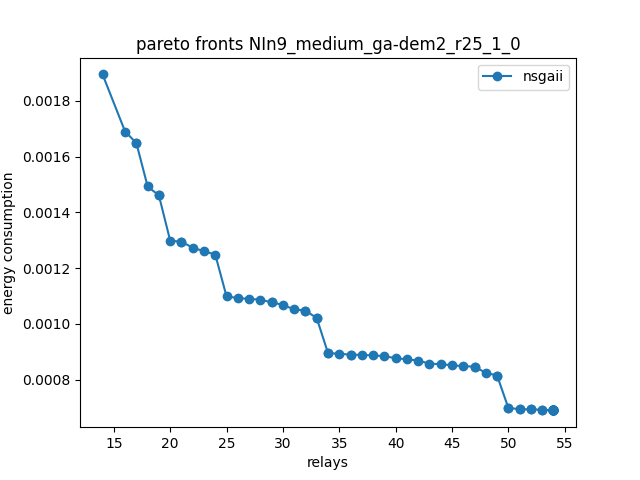 pareto fronts NIn9_medium_ga-dem2_r25_1_0
nsgaii
0.0018
0.0016
0.0014
0.0012
0.0010
0.0008
energy consumption
15 20 25 30 35 40 45 50 55
relays